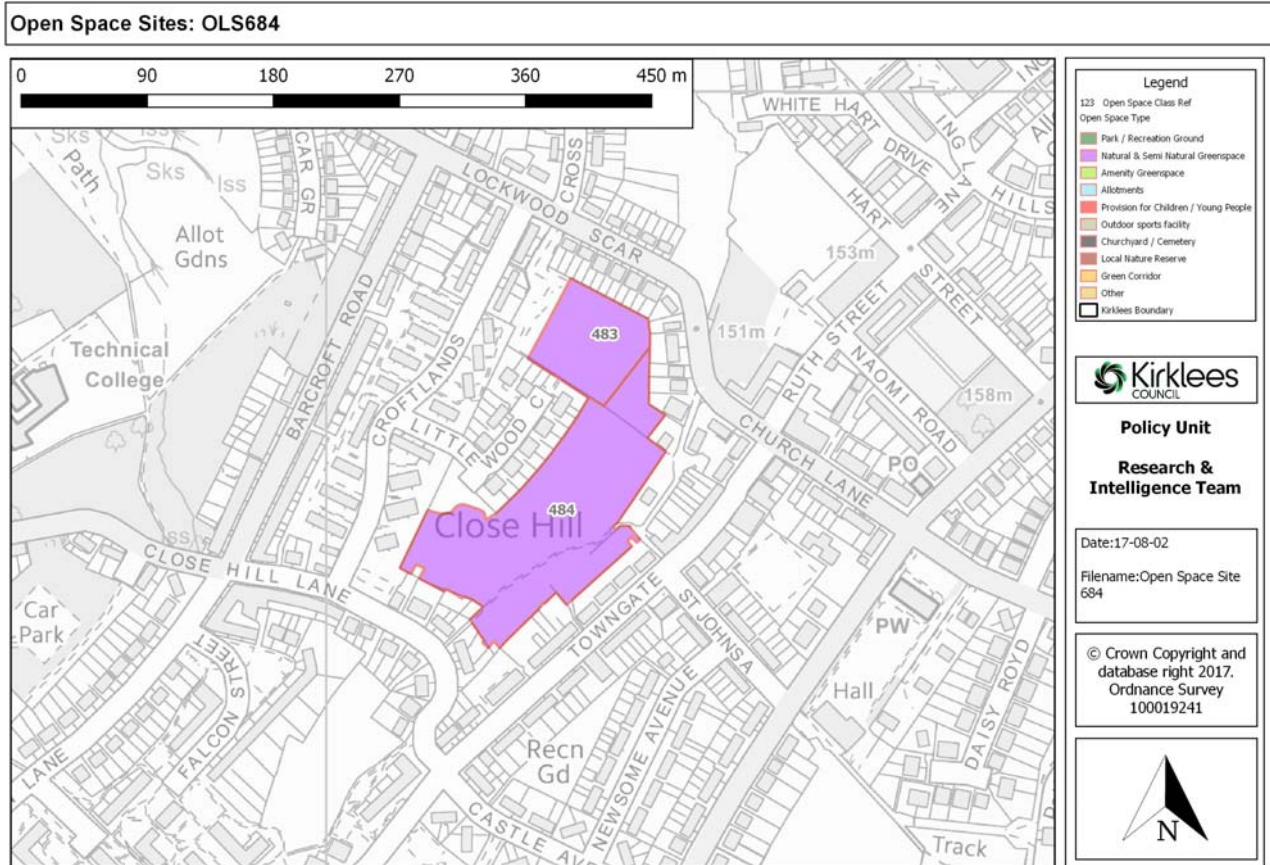 Open Space Sites: OLS684
0 90 180 270 360 450 m
Legend
123 Open Space Class Ref
Open Space Type
Park / Recreation Ground
Natural & Semi Natural Greenspace
Amenity Greenspace
Allotments
Provision for Children / Young People
Outdoor sports facility
Churchyard / Cemetery
Local Nature Reserve
Green Corridor
Other
Kirklees Boundary
Kirklees
COUNCIL
Policy Unit
Research &
Intelligence Team
Date:17-08-02
Filename:Open Space Site
684
© Crown Copyright and
database right 2017.
Ordnance Survey
100019241
N
WHITE HART DRIVE
ING LANE
HILLS
HART
STREET
Sks
Iss
Path
Sks
Iss
CAR GR
CROSS
LOCKWOOD SCAR
Allot
Gdns
153m
151m
158m
483
484
Technical
College
BARCROFT ROAD
CROFTLANDS
LITTLE
WOOD C
RUTH STREET
NAOMI ROAD
CHURCH LANE
PO
Close Hill
Iss
CLOSE HILL LANE
Car
Park
TOWNGATE
ST JOHNS A
PW
Hall
DAISY ROYD
FALCON STREET
LANE
Recn
Gd
NEWSOME AVENUE
CASTLE AVE
Track